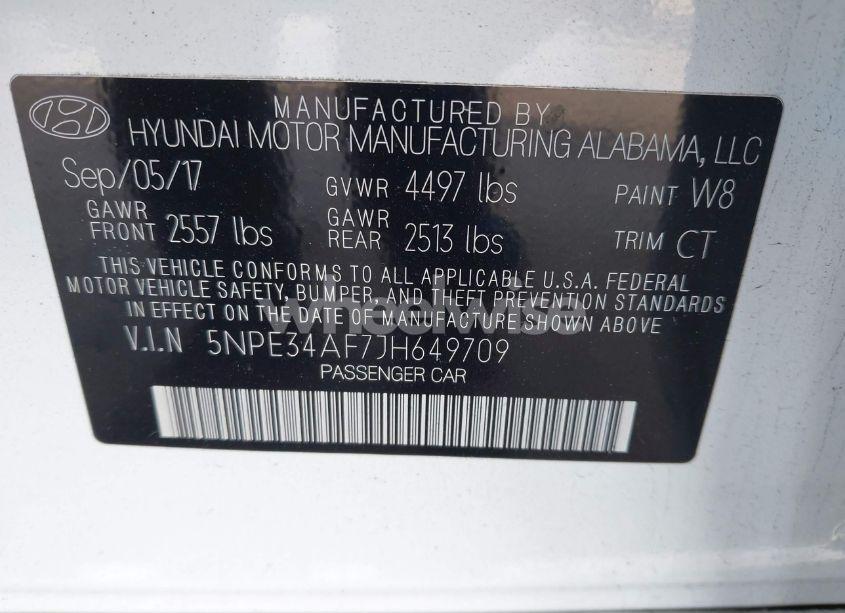 MANUFACTURED BY
HYUNDAI MOTOR MANUFACTURING ALABAMA, LLC
Sep/05/17 GVWR 4497 lbs PAINT W8
GAWR FRONT 2557 lbs GAWR REAR 2513 lbs TRIM CT
THIS VEHICLE CONFORMS TO ALL APPLICABLE U.S.A. FEDERAL
MOTOR VEHICLE SAFETY, BUMPER, AND THEFT PREVENTION STANDARDS
IN EFFECT ON THE DATE OF MANUFACTURE SHOWN ABOVE
wheelwise
V.I.N 5NPE34AF7JH649709
PASSENGER CAR